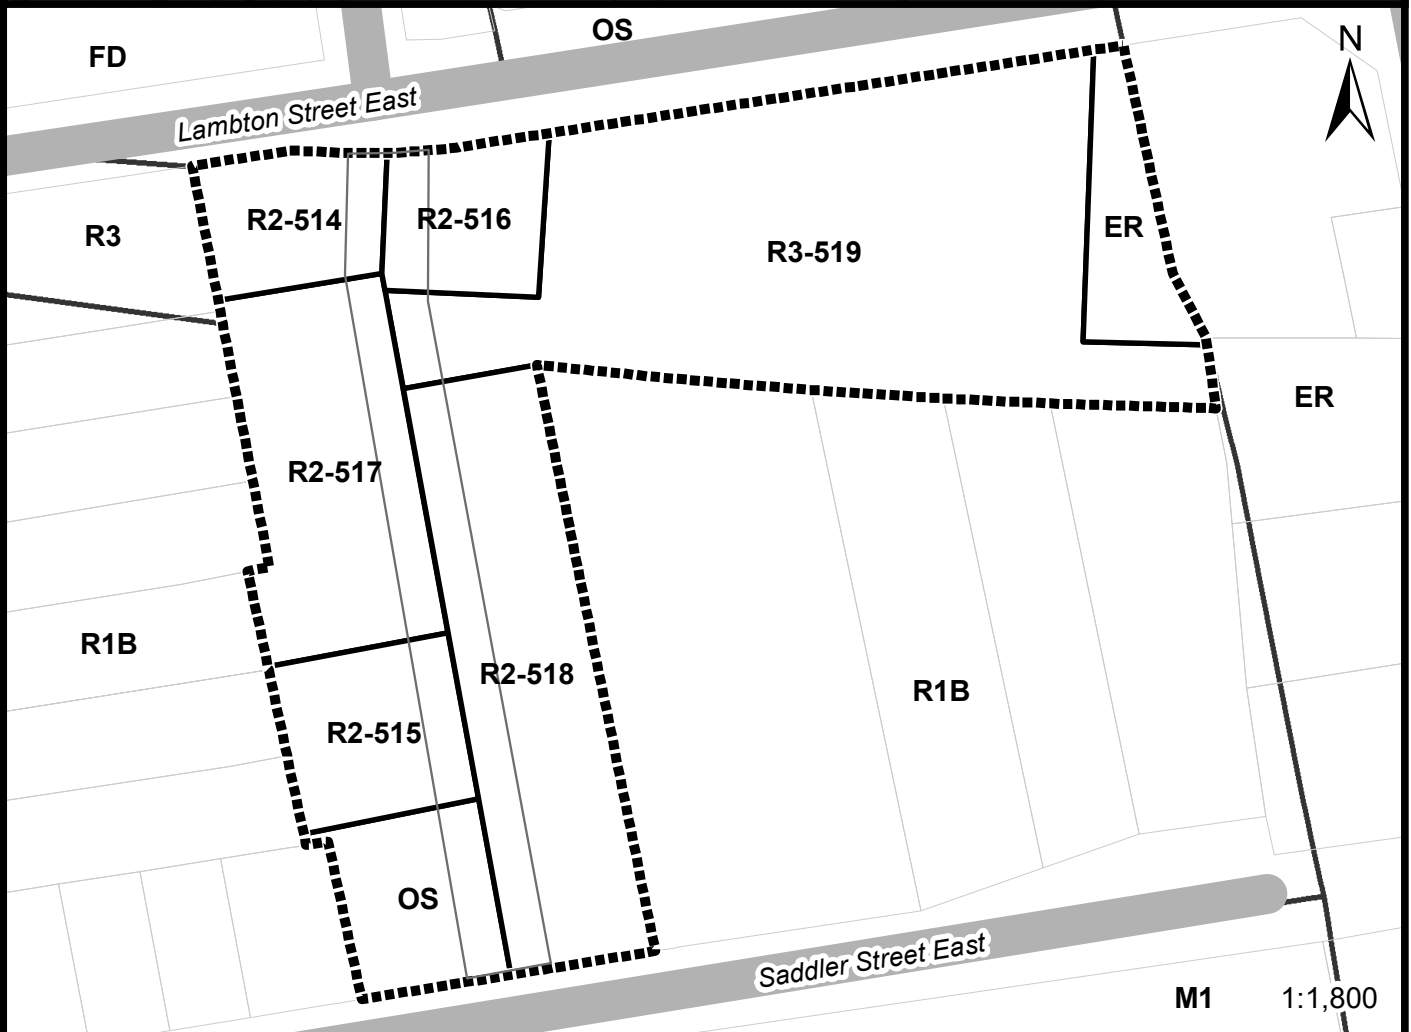 OS
N
FD
Lambton Street East
R2-514
R2-516
ER
R3
R3-519
ER
R2-517
R1B
R2-518
R1B
R2-515
OS
Saddler Street East
M1
1:1,800